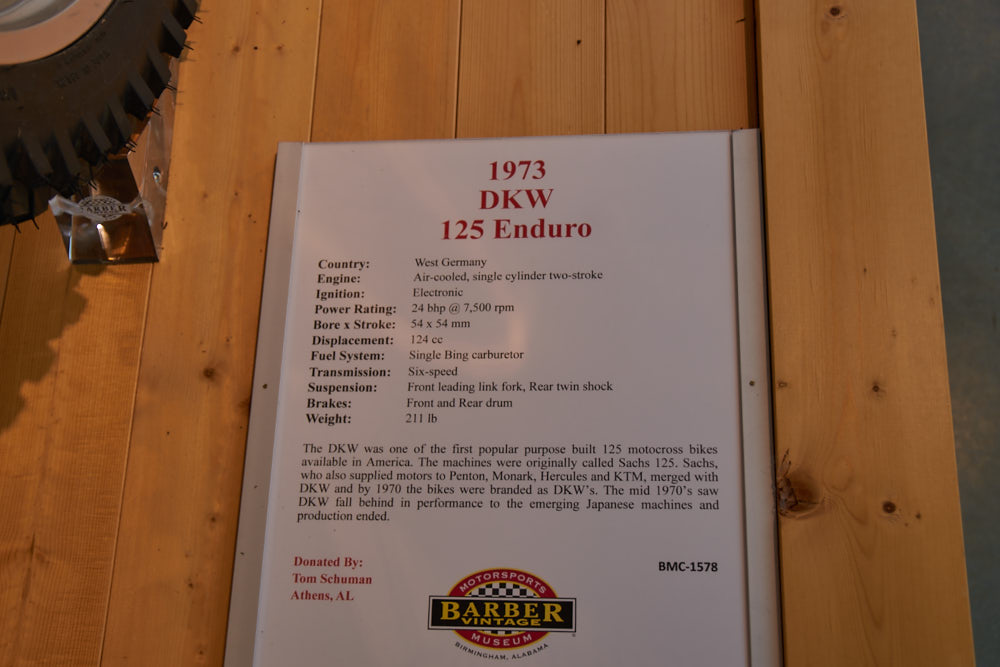 1973
DKW
125 Enduro
Country: West Germany
Engine: Air-cooled, single cylinder two-stroke
Ignition: Electronic
Power Rating: 24 bhp @ 7,500 rpm
Bore x Stroke: 54 x 54 mm
Displacement: 124 cc
Fuel System: Single Bing carburetor
Transmission: Six-speed
Suspension: Front leading link fork, Rear twin shock
Brakes: Front and Rear drum
Weight: 211 lb
The DKW was one of the first popular purpose built 125 motocross bikes
available in America. The machines were originally called Sachs 125. Sachs,
who also supplied motors to Penton, Monark, Hercules and KTM, merged with
DKW and by 1970 the bikes were branded as DKW's. The mid 1970's saw
DKW fall behind in performance to the emerging Japanese machines and
production ended.
Donated By:
Tom Schuman
Athens, AL
BMC-1578
MOTORSPORTS
BARBER
VINTAGE
MUSEUM
BIRMINGHAM, ALABAMA
BARBER